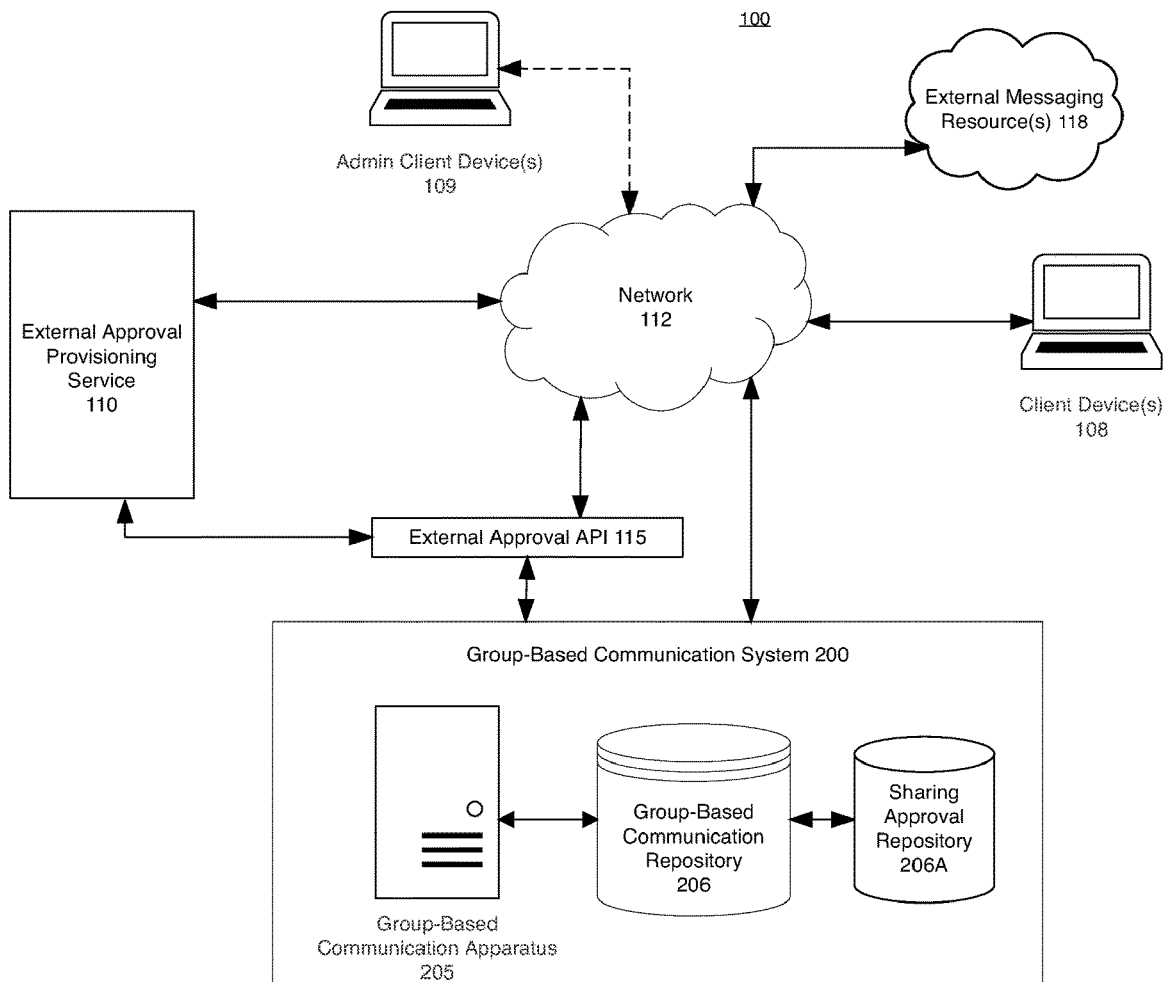 100
External Messaging
Resource(s) 118
Admin Client Device(s)
109
Network
112
External Approval
Provisioning
Service
110
Client Device(s)
108
External Approval API 115
Group-Based Communication System 200
Group-Based
Communication
Repository
206
Sharing
Approval
Repository
206A
Group-Based
Communication Apparatus
205